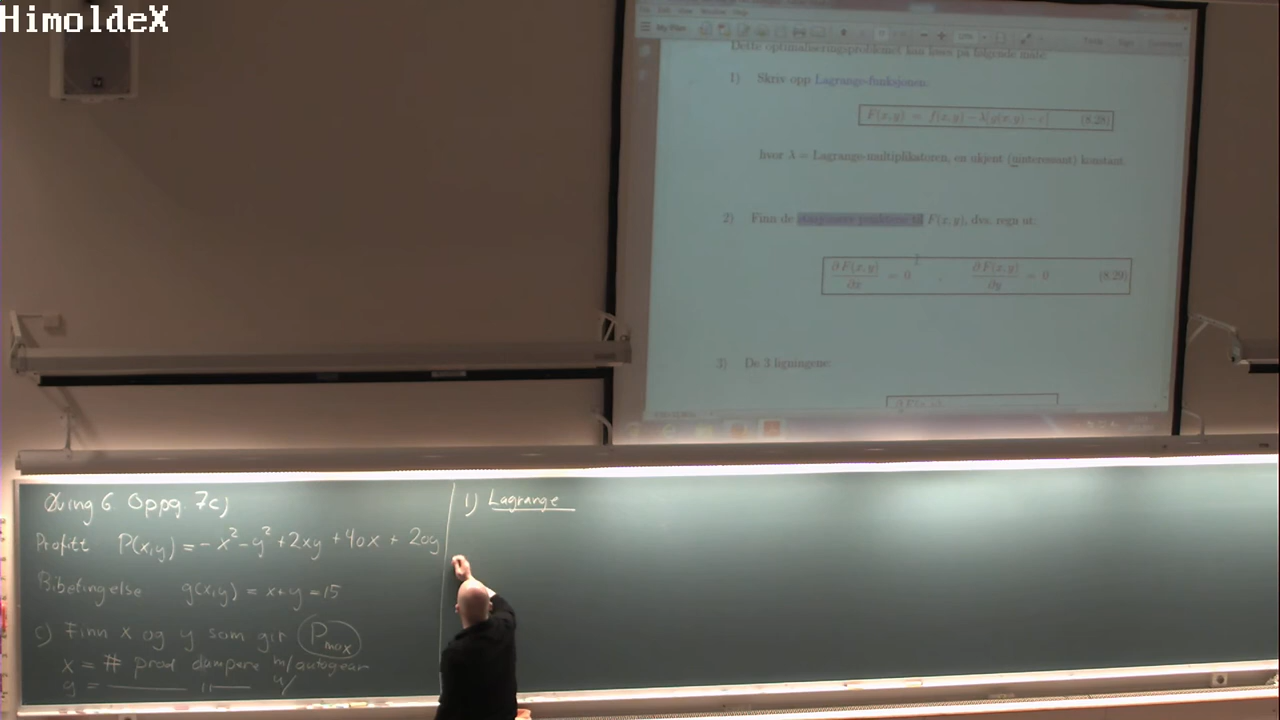 HimoldeX
Dette optimaliseringsproblemet kan løses på følgende måte:
1) Skriv opp Lagrange-funksjonen:
F(x, y) = f(x, y) − λ[g(x, y) − c] (8.28)
hvor λ = Lagrange-multiplikatoren, en ukjent (uinteressant) konstant
2) Finn de stasjonære punktene til F(x, y), dvs. regn ut:
∂F(x, y)/∂x = 0 , ∂F(x, y)/∂y = 0 (8.29)
3) De 3 ligningene:
Øving 6 Oppg. 7c)
Profitt P(x,y) = -x² - y² + 2xy + 40x + 20y
Bibetingelse g(x,y) = x + y = 15
c) Finn x og y som gir Pmax
x = # prod dumpere m/autogear
y = —— 11 —— u/
1) Lagrange